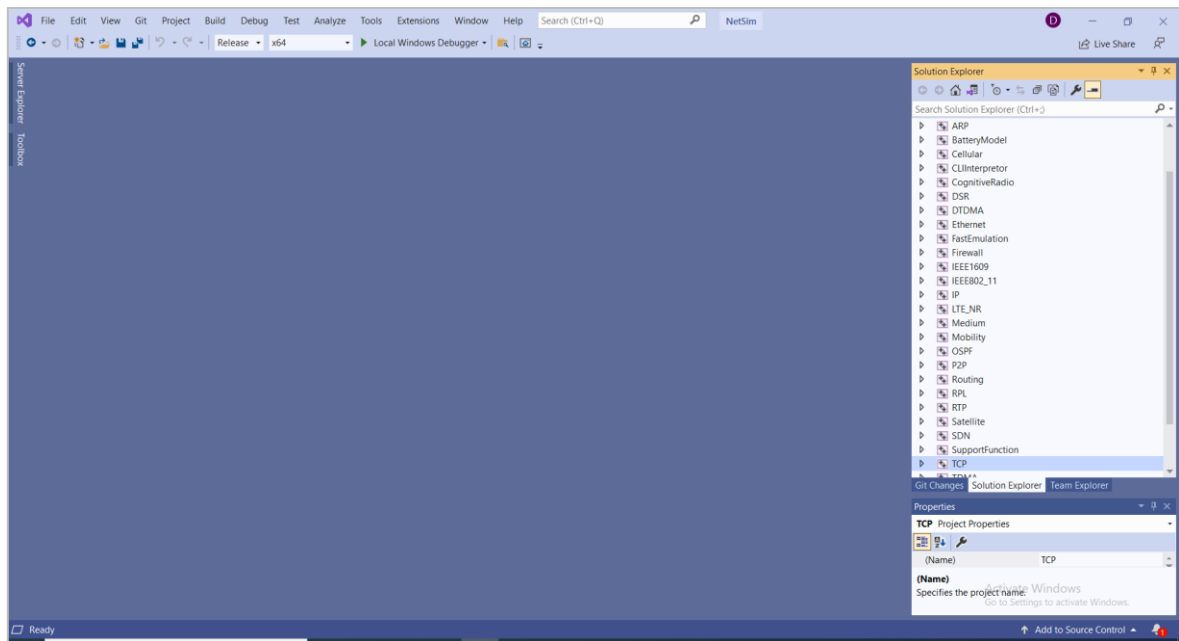 File Edit View Git Project Build Debug Test Analyze Tools Extensions Window Help Search (Ctrl+Q) NetSim D
Release x64 Local Windows Debugger Live Share
Server Explorer
Toolbox
Solution Explorer
Search Solution Explorer (Ctrl+;)
ARP
BatteryModel
Cellular
CLIInterpretor
CognitiveRadio
DSR
DTDMA
Ethernet
FastEmulation
Firewall
IEEE1609
IEEE802_11
IP
LTE_NR
Medium
Mobility
OSPF
P2P
Routing
RPL
RTP
Satellite
SDN
SupportFunction
TCP
TDMA
Git Changes Solution Explorer Team Explorer
Properties
TCP Project Properties
(Name) TCP
(Name)
Specifies the project name.
Activate Windows
Go to Settings to activate Windows.
Ready Add to Source Control 1